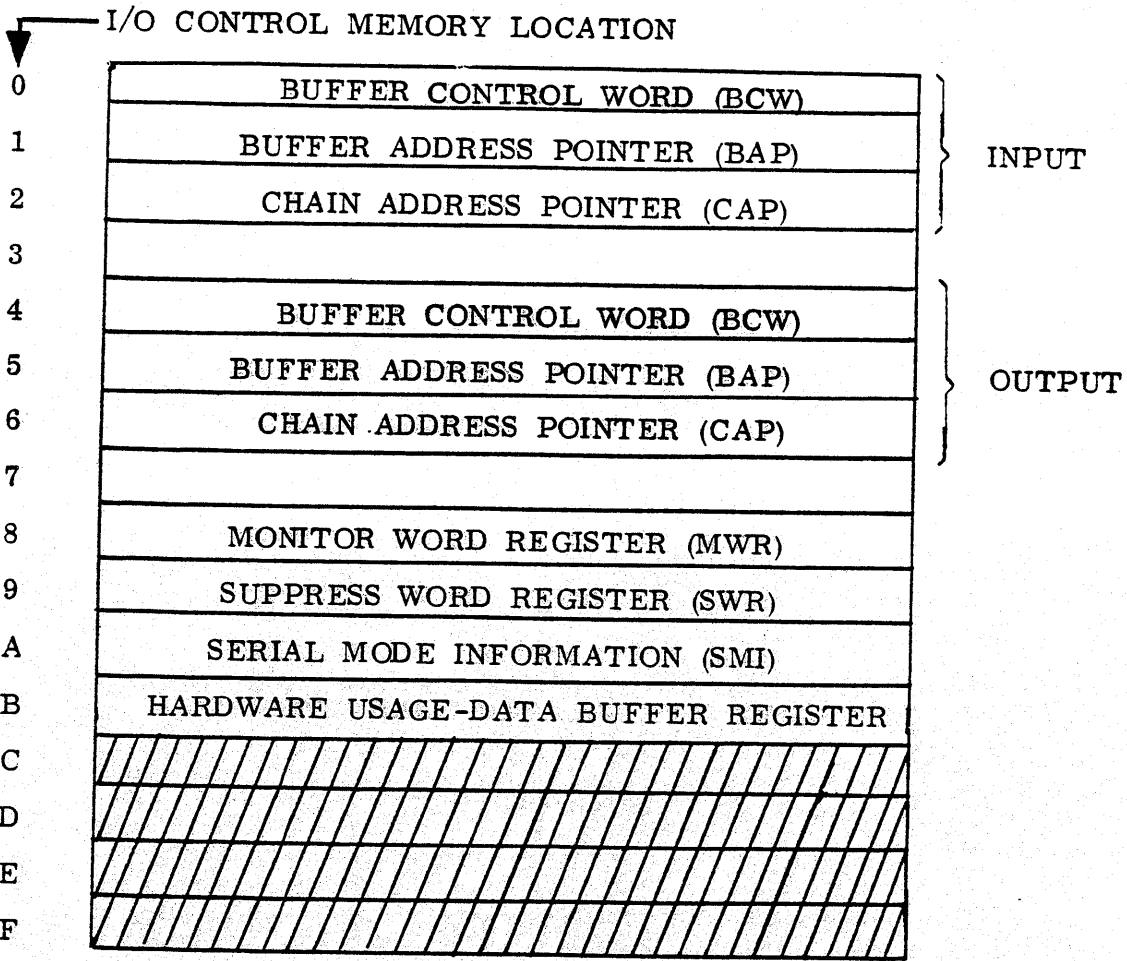 I/O CONTROL MEMORY LOCATION
0 BUFFER CONTROL WORD (BCW)
1 BUFFER ADDRESS POINTER (BAP)
INPUT
2 CHAIN ADDRESS POINTER (CAP)
3
4 BUFFER CONTROL WORD (BCW)
5 BUFFER ADDRESS POINTER (BAP)
OUTPUT
6 CHAIN ADDRESS POINTER (CAP)
7
8 MONITOR WORD REGISTER (MWR)
9 SUPPRESS WORD REGISTER (SWR)
A SERIAL MODE INFORMATION (SMI)
B HARDWARE USAGE-DATA BUFFER REGISTER
C
D
E
F